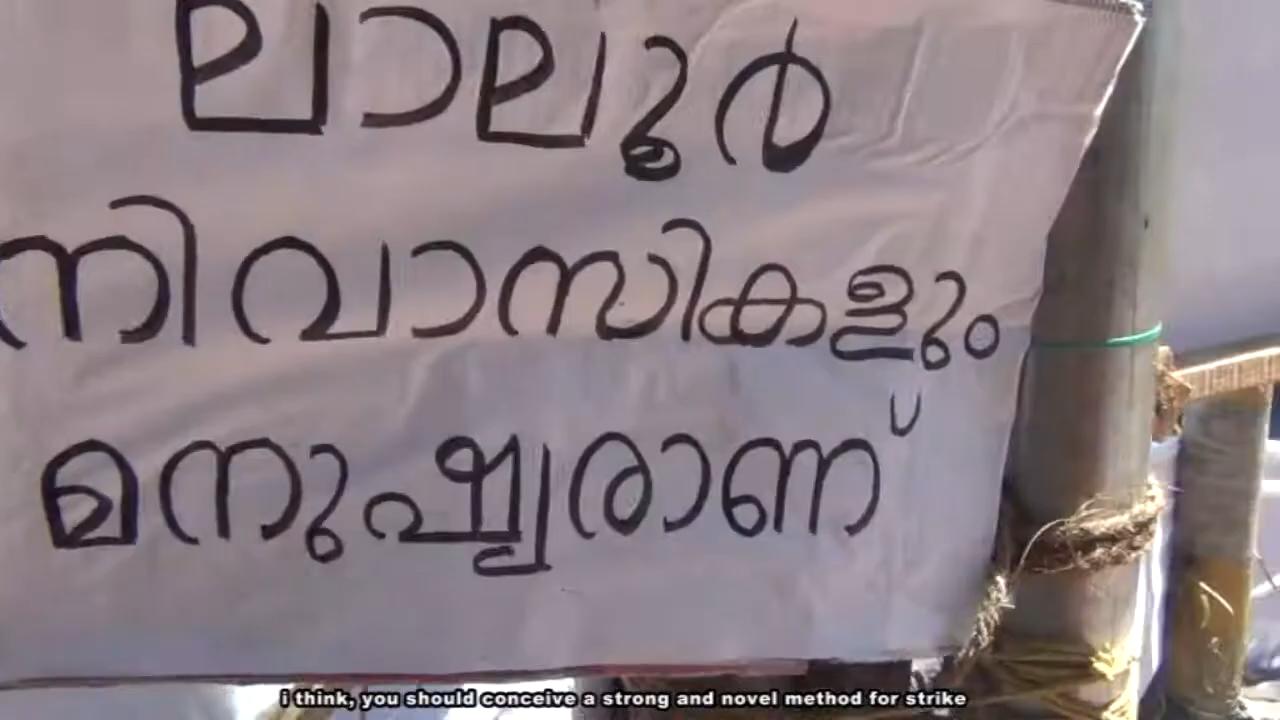 ലാലൂർ
നിവാസികളും
മനുഷ്യരാണ്
i think, you should conceive a strong and novel method for strike